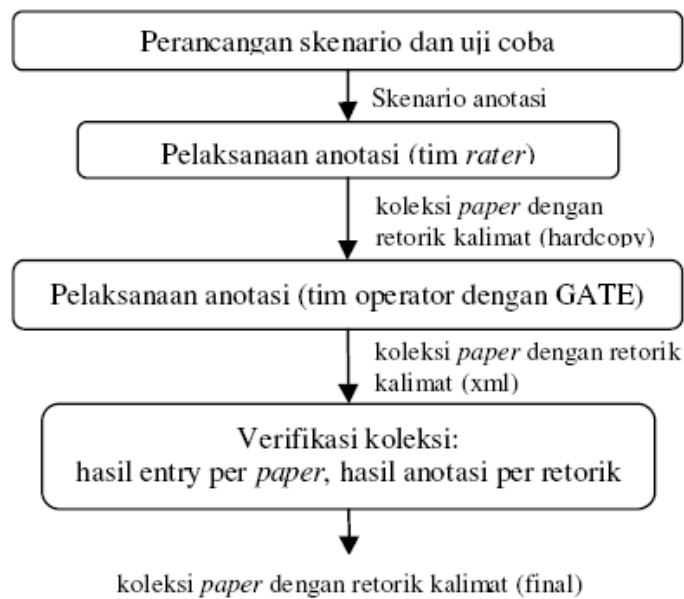 Perancangan skenario dan uji coba
Skenario anotasi
Pelaksanaan anotasi (tim rater)
koleksi paper dengan
retorik kalimat (hardcopy)
Pelaksanaan anotasi (tim operator dengan GATE)
koleksi paper dengan retorik
kalimat (xml)
Verifikasi koleksi:
hasil entry per paper, hasil anotasi per retorik
koleksi paper dengan retorik kalimat (final)